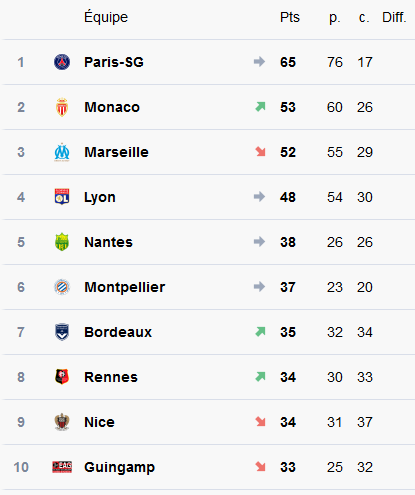 Équipe Pts p. c. Diff.
1 Paris-SG 65 76 17
2 Monaco 53 60 26
3 Marseille 52 55 29
4 Lyon 48 54 30
5 Nantes 38 26 26
6 Montpellier 37 23 20
7 Bordeaux 35 32 34
8 Rennes 34 30 33
9 Nice 34 31 37
10 EAG Guingamp 33 25 32